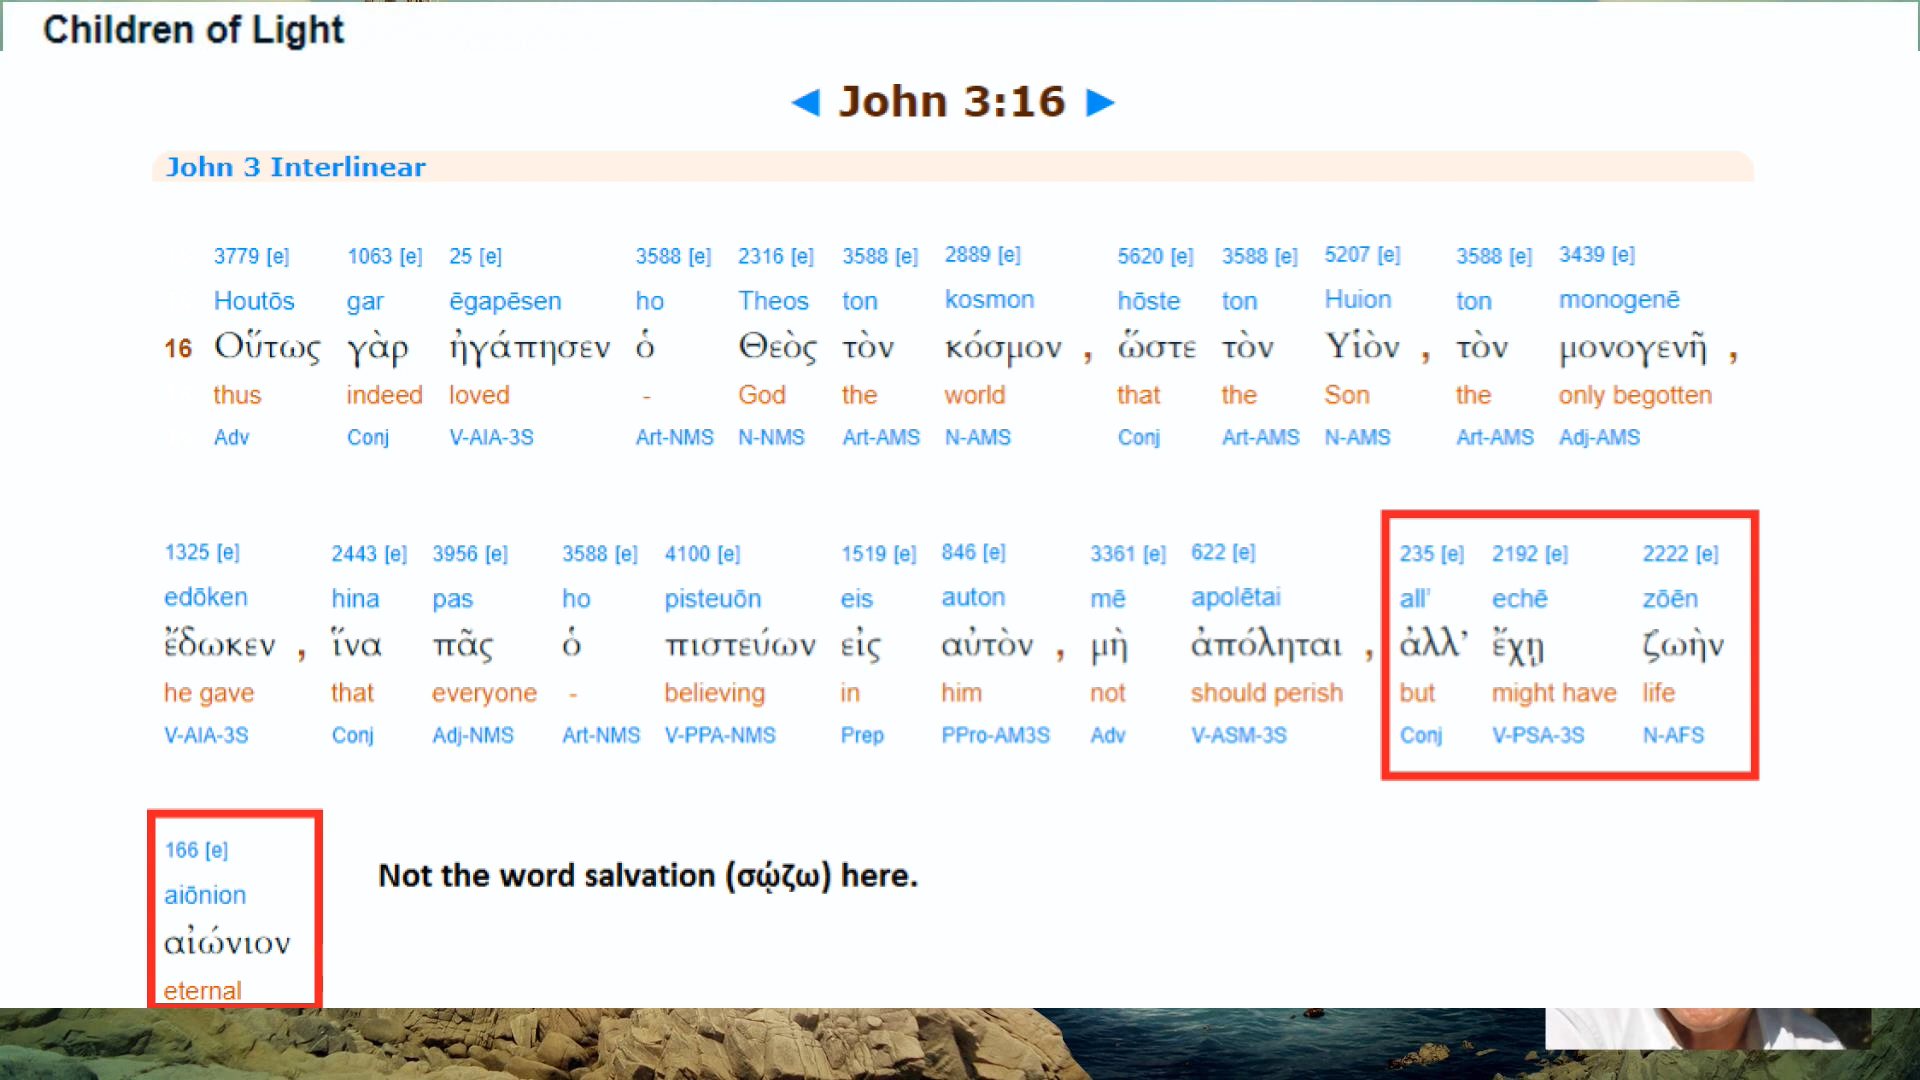 Children of Light
◄ John 3:16 ►
John 3 Interlinear
3779 [e] 1063 [e] 25 [e] 3588 [e] 2316 [e] 3588 [e] 2889 [e] 5620 [e] 3588 [e] 5207 [e] 3588 [e] 3439 [e]
Houtōs gar ēgapēsen ho Theos ton kosmon hōste ton Huion ton monogenē
16 Οὕτως γὰρ ἠγάπησεν ὁ Θεὸς τὸν κόσμον , ὥστε τὸν Υἱὸν , τὸν μονογενῆ ,
thus indeed loved - God the world that the Son the only begotten
Adv Conj V-AIA-3S Art-NMS N-NMS Art-AMS N-AMS Conj Art-AMS N-AMS Art-AMS Adj-AMS
1325 [e] 2443 [e] 3956 [e] 3588 [e] 4100 [e] 1519 [e] 846 [e] 3361 [e] 622 [e] 235 [e] 2192 [e] 2222 [e]
edōken hina pas ho pisteuōn eis auton mē apolētai all' echē zōēn
ἔδωκεν , ἵνα πᾶς ὁ πιστεύων εἰς αὐτὸν , μὴ ἀπόληται , ἀλλ’ ἔχῃ ζωὴν
he gave that everyone - believing in him not should perish but might have life
V-AIA-3S Conj Adj-NMS Art-NMS V-PPA-NMS Prep PPro-AM3S Adv V-ASM-3S Conj V-PSA-3S N-AFS
166 [e]
aiōnion
αἰώνιον
eternal
Not the word salvation (σῴζω) here.